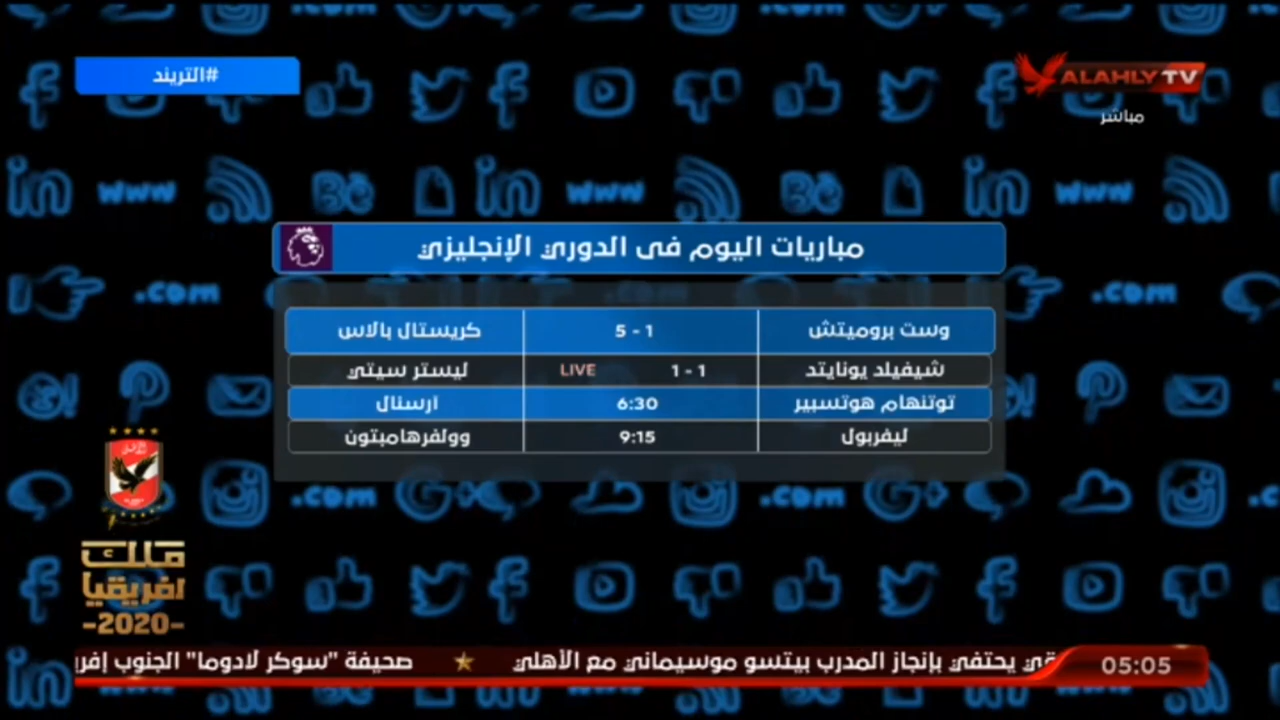 #التريند
ALAHLY TV
مباشر
مباريات اليوم فى الدوري الإنجليزي
وست بروميتش 1 - 5 كريستال بالاس
شيفيلد يونايتد 1 - 1 LIVE ليستر سيتي
توتنهام هوتسبير 6:30 آرسنال
ليفربول 9:15 وولفرهامبتون
ملك
افريقيا
-2020-
05:05 يحتفي بإنجاز المدرب بيتسو موسيماني مع الأهلي صحيفة "سوكر لادوما" الجنوب